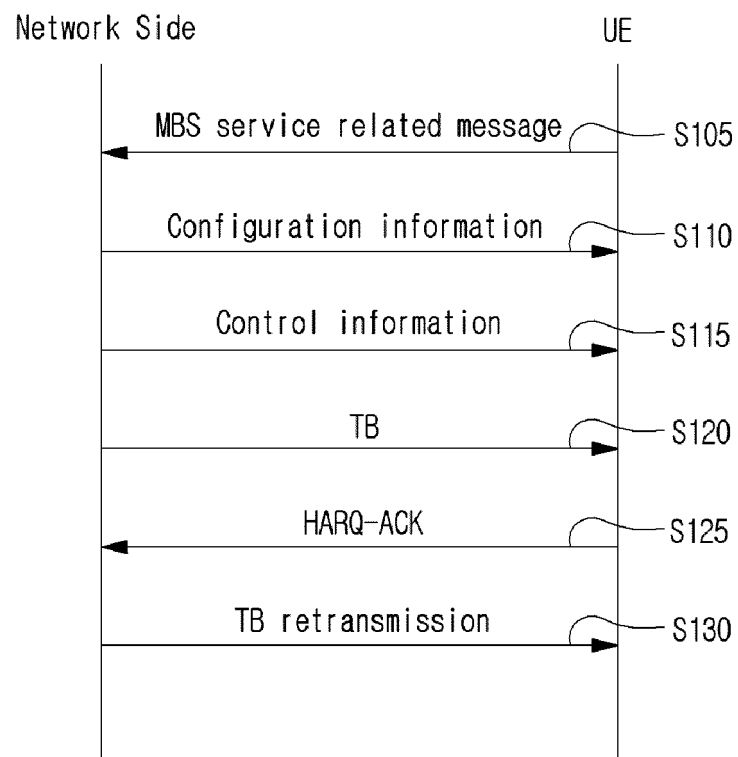 Network Side
UE
MBS service related message
S105
Configuration information
S110
Control information
S115
TB
S120
HARQ-ACK
S125
TB retransmission
S130